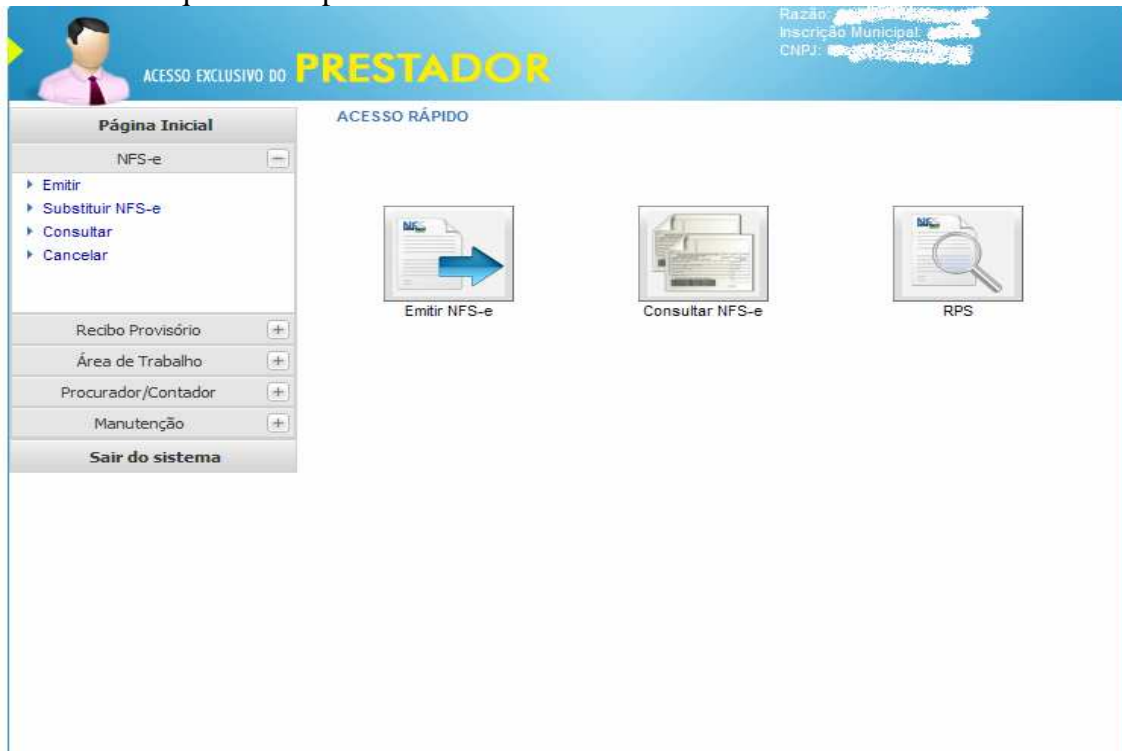 ACESSO EXCLUSIVO DO PRESTADOR
Razão:
Inscrição Municipal:
CNPJ:
Página Inicial
NFS-e
Emitir
Substituir NFS-e
Consultar
Cancelar
Recibo Provisório
Área de Trabalho
Procurador/Contador
Manutenção
Sair do sistema
ACESSO RÁPIDO
Emitir NFS-e
Consultar NFS-e
RPS